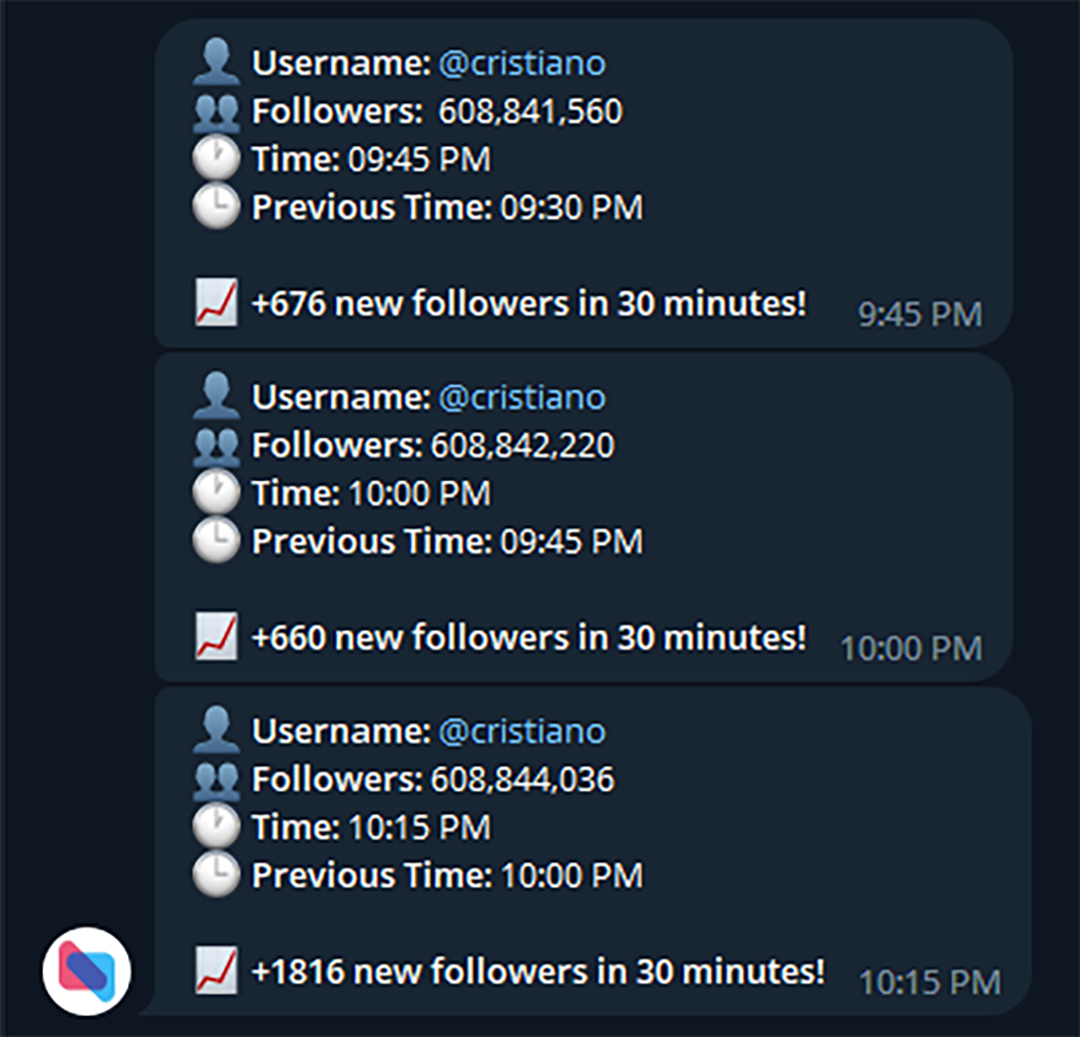 Username: @cristiano
Followers: 608,841,560
Time: 09:45 PM
Previous Time: 09:30 PM
+676 new followers in 30 minutes!
9:45 PM
Username: @cristiano
Followers: 608,842,220
Time: 10:00 PM
Previous Time: 09:45 PM
+660 new followers in 30 minutes!
10:00 PM
Username: @cristiano
Followers: 608,844,036
Time: 10:15 PM
Previous Time: 10:00 PM
+1816 new followers in 30 minutes!
10:15 PM